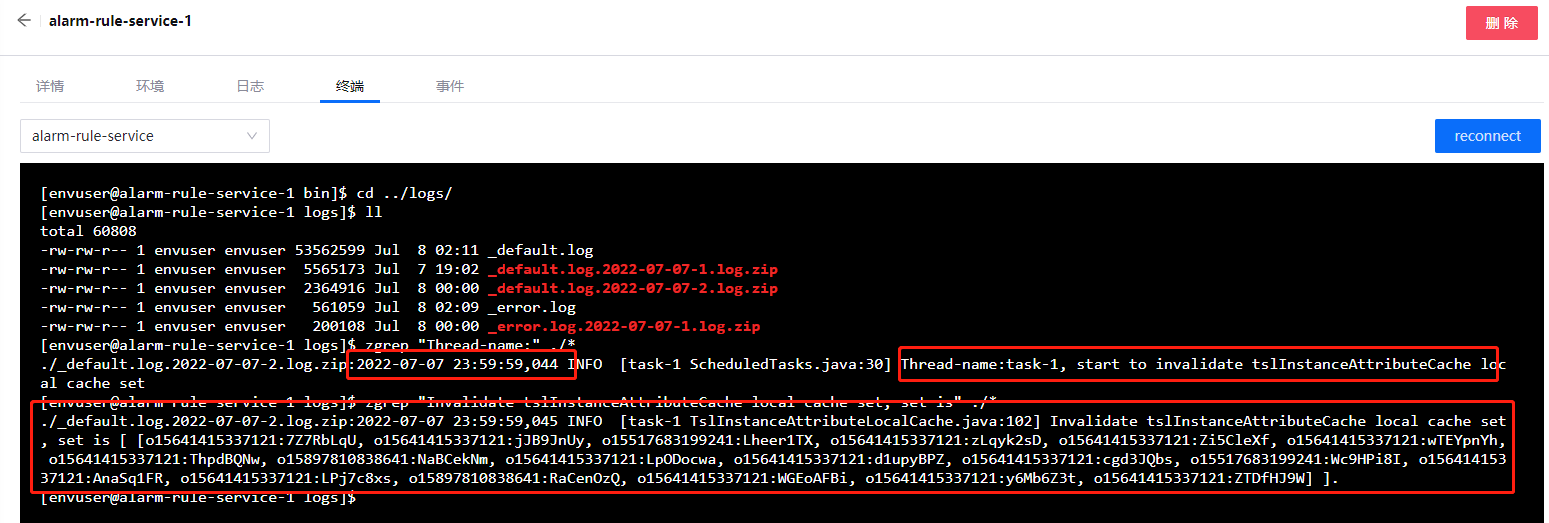 alarm-rule-service-1
删 除
详情 环境 日志 终端 事件
alarm-rule-service
reconnect
[envuser@alarm-rule-service-1 bin]$ cd ../logs/
[envuser@alarm-rule-service-1 logs]$ ll
total 60808
-rw-rw-r-- 1 envuser envuser 53562599 Jul  8 02:11 _default.log
-rw-rw-r-- 1 envuser envuser  5565173 Jul  7 19:02 _default.log.2022-07-07-1.log.zip
-rw-rw-r-- 1 envuser envuser  2364916 Jul  8 00:00 _default.log.2022-07-07-2.log.zip
-rw-rw-r-- 1 envuser envuser   561059 Jul  8 02:09 _error.log
-rw-rw-r-- 1 envuser envuser   200108 Jul  8 00:00 _error.log.2022-07-07-1.log.zip
[envuser@alarm-rule-service-1 logs]$ zgrep "Thread-name:" ./*
./_default.log.2022-07-07-2.log.zip:2022-07-07 23:59:59,044 INFO  [task-1 ScheduledTasks.java:30] Thread-name:task-1, start to invalidate tslInstanceAttributeCache loc
al cache set
[envuser@alarm-rule-service-1 logs]$ zgrep "Invalidate tslInstanceAttributeCache local cache set, set is" ./*
./_default.log.2022-07-07-2.log.zip:2022-07-07 23:59:59,045 INFO  [task-1 TslInstanceAttributeLocalCache.java:102] Invalidate tslInstanceAttributeCache local cache set
, set is [ [o15641415337121:7Z7RbLqU, o15641415337121:jJB9JnUy, o15517683199241:Lheer1TX, o15641415337121:zLqyk2sD, o15641415337121:Zi5CleXf, o15641415337121:wTEYpnYh,
 o15641415337121:ThpdBQNw, o15897810838641:NaBCekNm, o15641415337121:LpODocwa, o15641415337121:d1upyBPZ, o15641415337121:cgd3JQbs, o15517683199241:Wc9HPi8I, o156414153
37121:AnaSq1FR, o15641415337121:LPj7c8xs, o15897810838641:RaCenOzQ, o15641415337121:WGEoAFBi, o15641415337121:y6Mb6Z3t, o15641415337121:ZTDfHJ9W] ].
[envuser@alarm-rule-service-1 logs]$